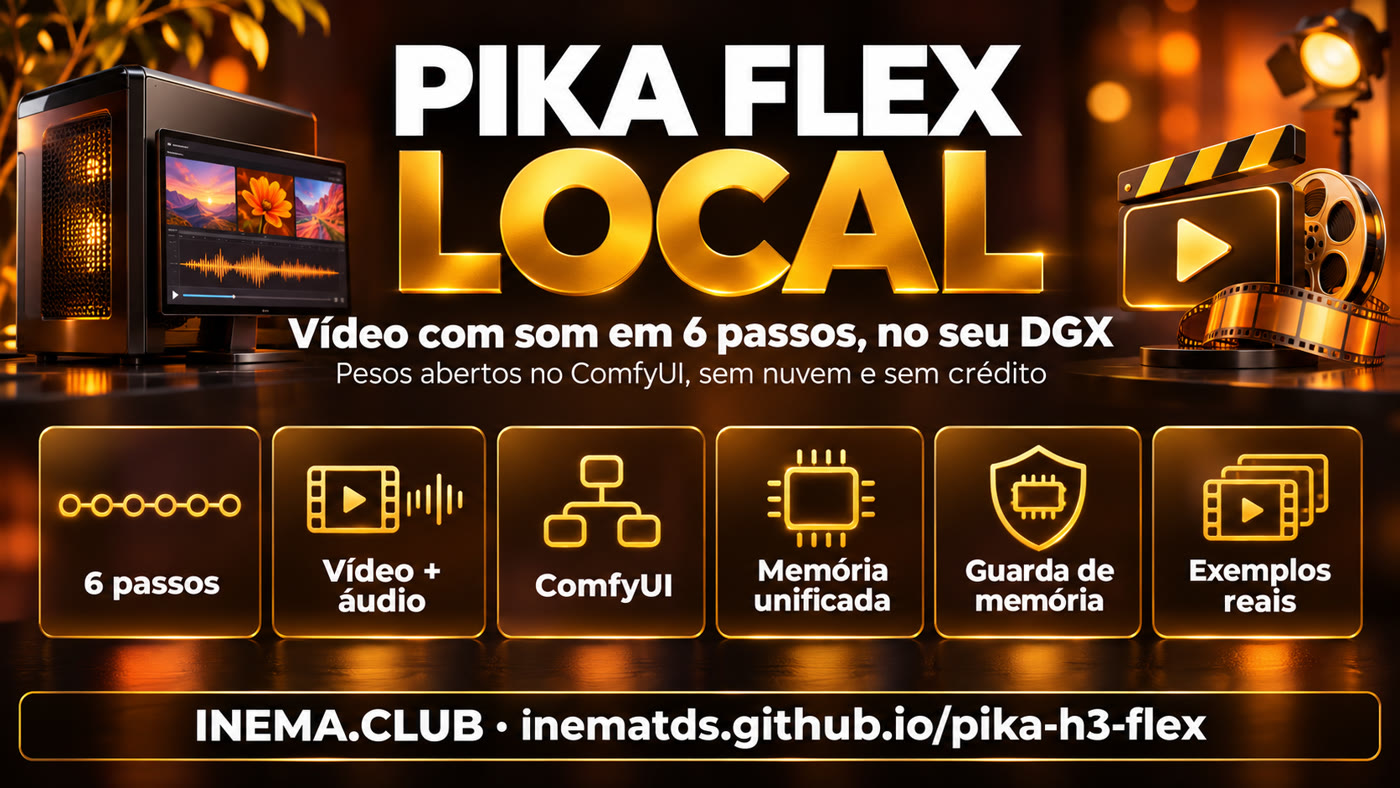 PIKA FLEX
LOCAL
Vídeo com som em 6 passos, no seu DGX
Pesos abertos no ComfyUI, sem nuvem e sem crédito
6 passos
Vídeo +
áudio
ComfyUI
Memória
unificada
Guarda de
memória
Exemplos
reais
INEMA.CLUB • inematds.github.io/pika-h3-flex